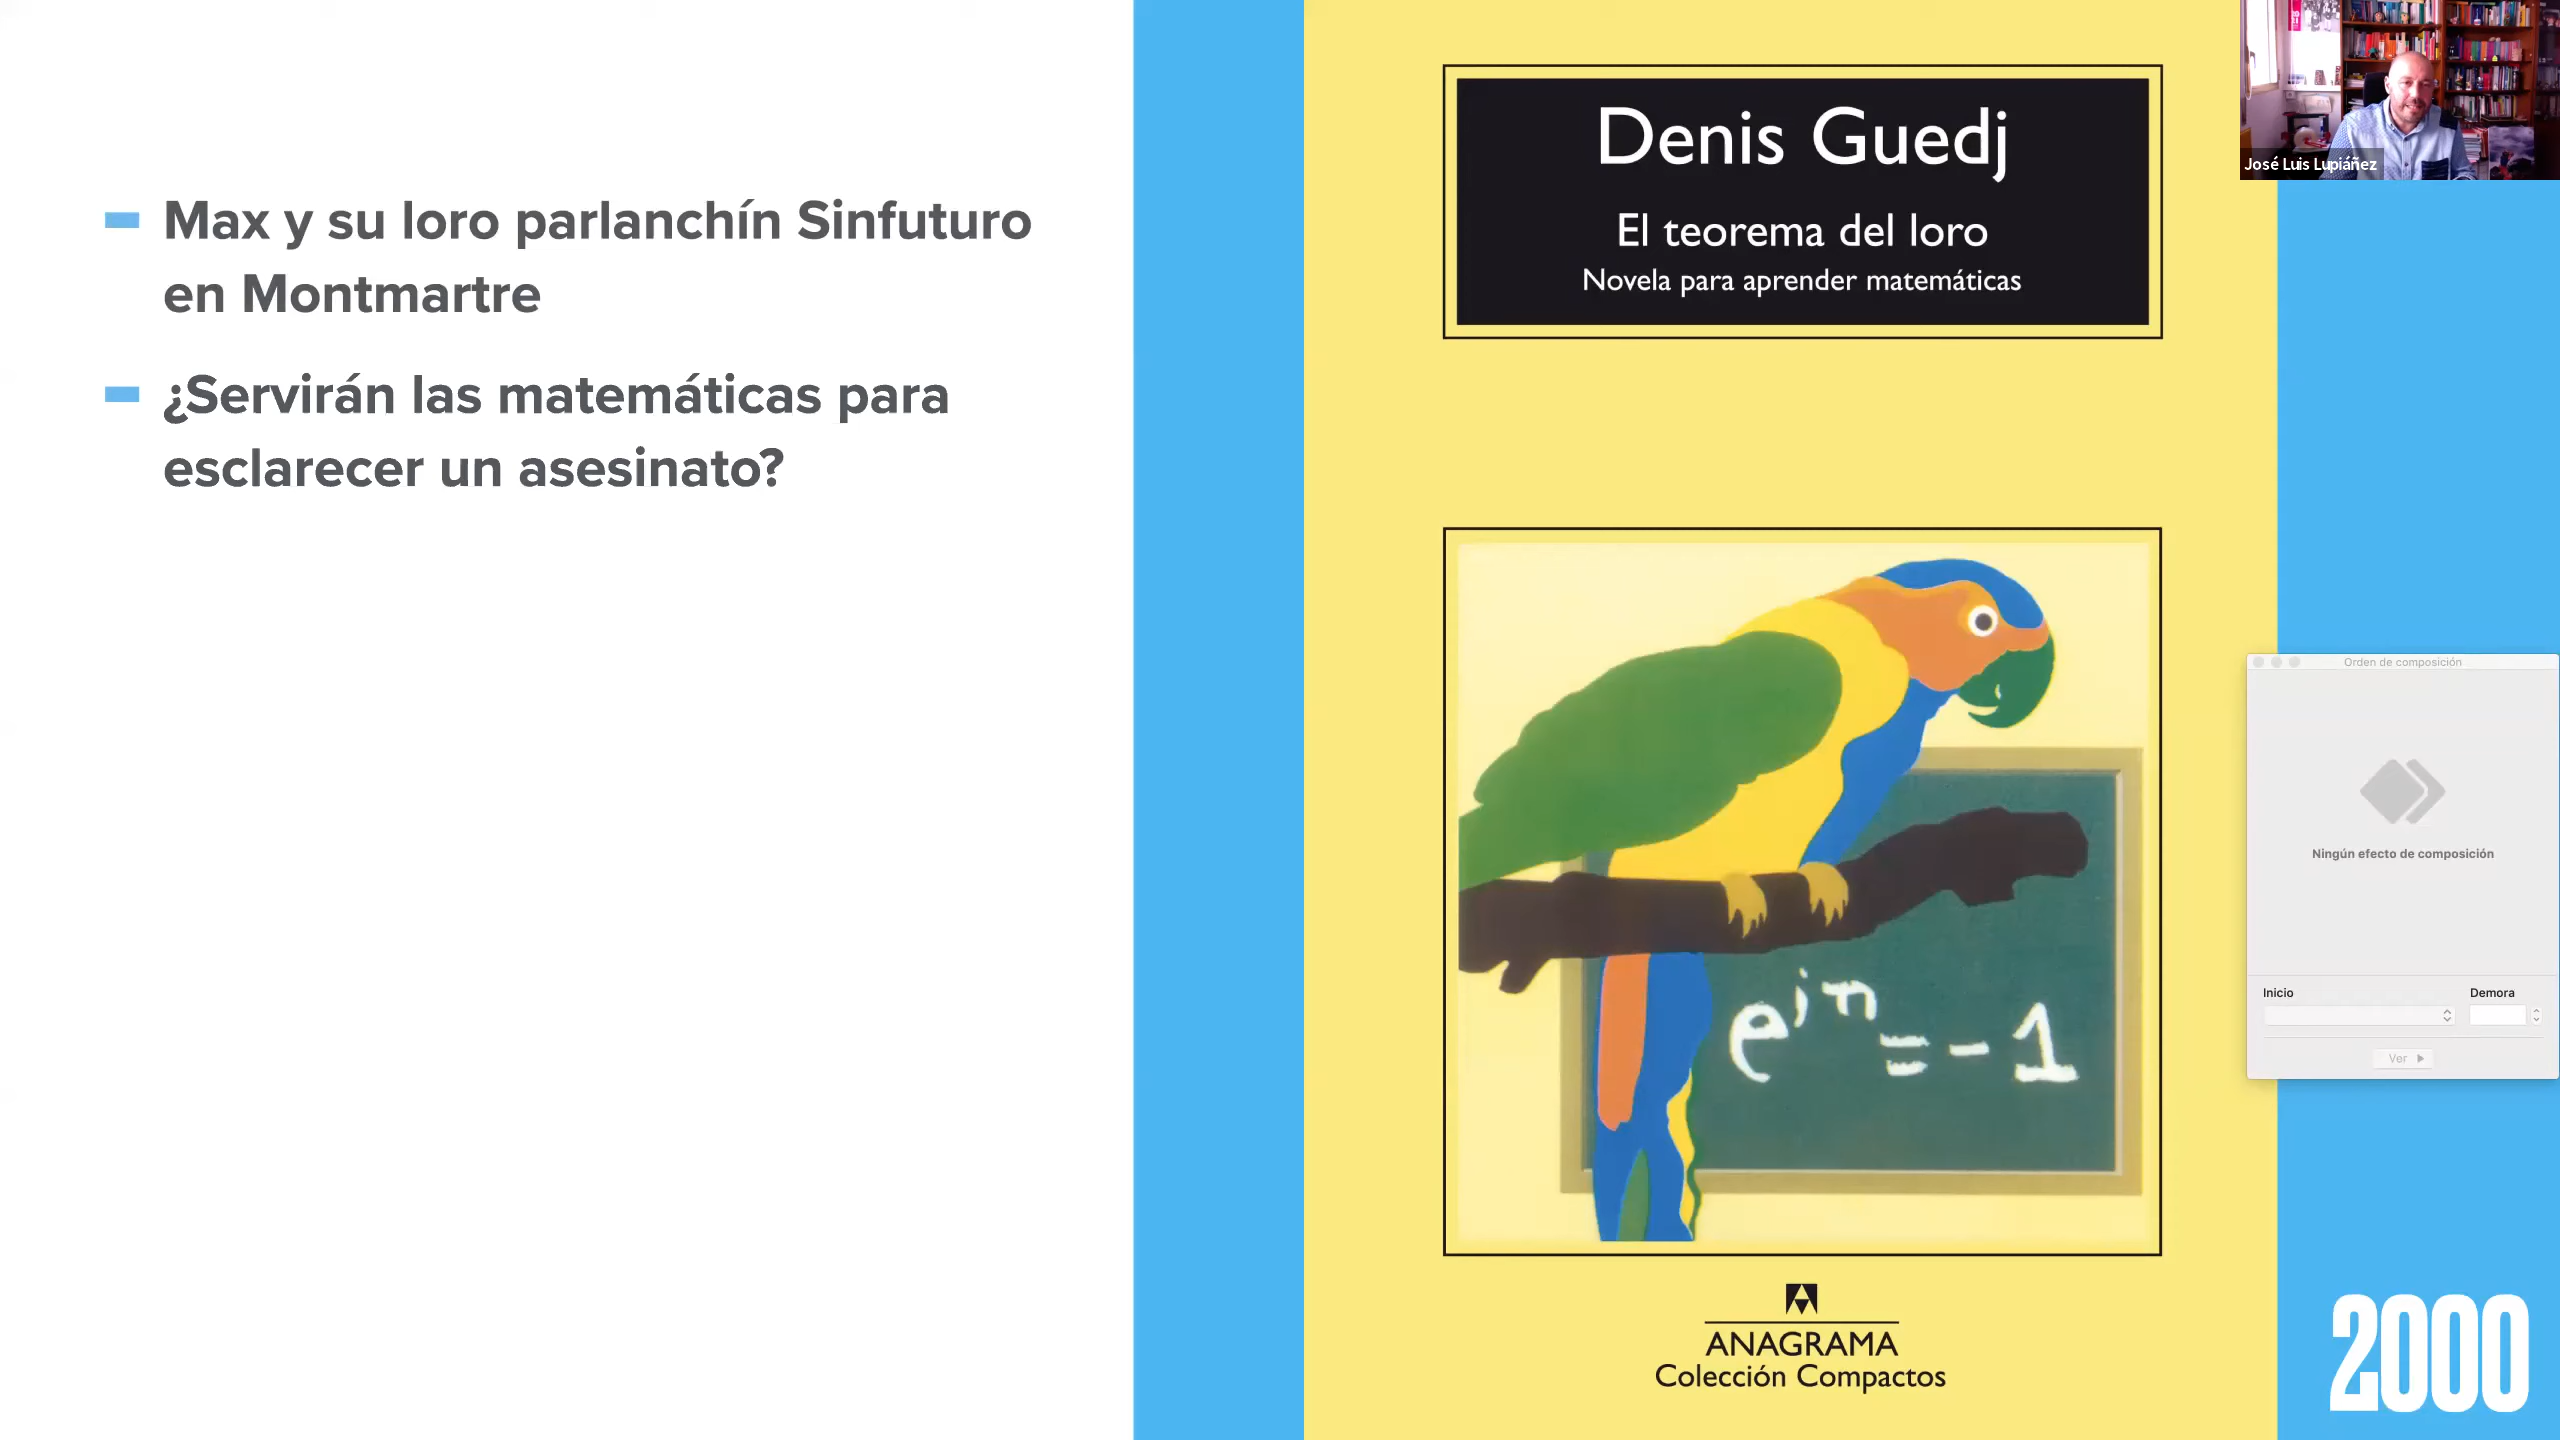 Max y su loro parlanchín Sinfuturo
en Montmartre
¿Servirán las matemáticas para
esclarecer un asesinato?
Denis Guedj
El teorema del loro
Novela para aprender matemáticas
e^iπ = -1
ANAGRAMA
Colección Compactos
José Luis Lupiáñez
Orden de composición
Ningún efecto de composición
Inicio
Demora
Ver
2000